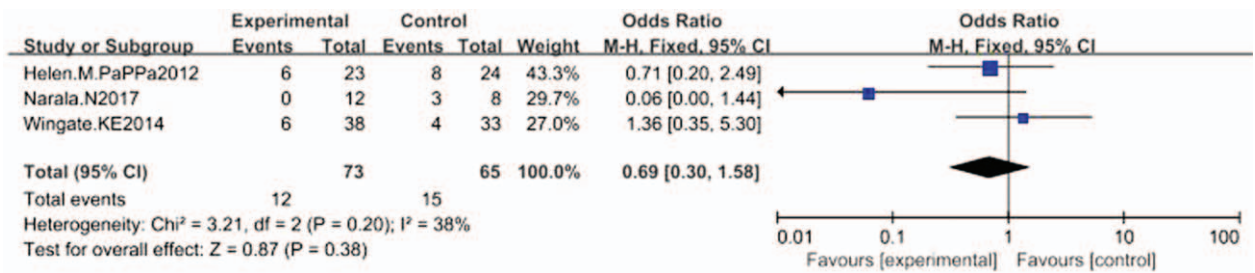 Experimental Control Odds Ratio Odds Ratio
Study or Subgroup Events Total Events Total Weight M-H, Fixed, 95% CI M-H, Fixed, 95% CI
Helen.M.PaPPa2012 6 23 8 24 43.3% 0.71 [0.20, 2.49]
Narala.N2017 0 12 3 8 29.7% 0.06 [0.00, 1.44]
Wingate.KE2014 6 38 4 33 27.0% 1.36 [0.35, 5.30]
Total (95% CI) 73 65 100.0% 0.69 [0.30, 1.58]
Total events 12 15
Heterogeneity: Chi² = 3.21, df = 2 (P = 0.20); I² = 38%
Test for overall effect: Z = 0.87 (P = 0.38)
0.01 0.1 1 10 100
Favours [experimental] Favours [control]